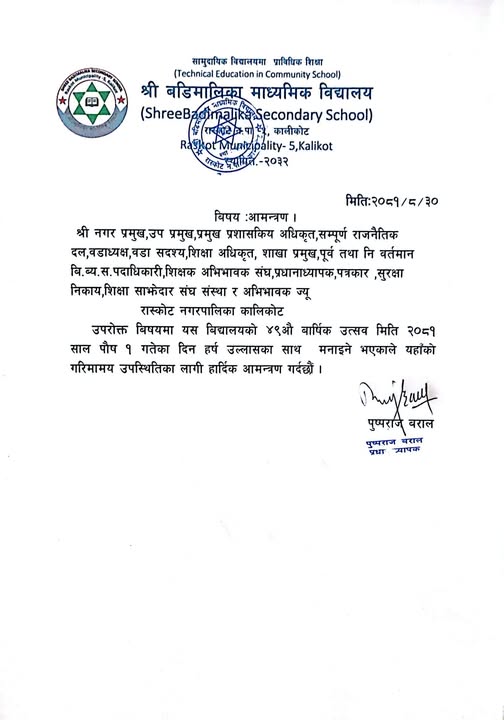 सामुदायिक विद्यालयमा प्राविधिक शिक्षा
(Technical Education in Community School)
श्री बडिमालिका माध्यमिक विद्यालय
(ShreeBadimalika Secondary School)
रास्कोट न.पा. ५, कालीकोट
Raskot Municipality- 5,Kalikot
स्थापित.-२०३२
मिति:२०८१/८/३०
विषय :आमन्त्रण ।
श्री नगर प्रमुख,उप प्रमुख,प्रमुख प्रशासकिय अधिकृत,सम्पूर्ण राजनैतिक
दल,वडाध्यक्ष,वडा सदश्य,शिक्षा अधिकृत, शाखा प्रमुख,पूर्व तथा नि वर्तमान
वि.ब्य.स.पदाधिकारी,शिक्षक अभिभावक संघ,प्रधानाध्यापक,पत्रकार ,सुरक्षा
निकाय,शिक्षा साझेदार संघ संस्था र अभिभावक ज्यू
रास्कोट नगरपालिका कालिकोट
उपरोक्त बिषयमा यस विद्यालयको ४९औ वार्षिक उत्सव मिति २०८१
साल पौष १ गतेका दिन हर्ष उल्लासका साथ मनाइने भएकाले यहाँको
गरिमामय उपस्थितिका लागी हार्दिक आमन्त्रण गर्दछौं ।
पुष्पराज बराल
पुष्पराज बराल
प्रधा ध्यापक